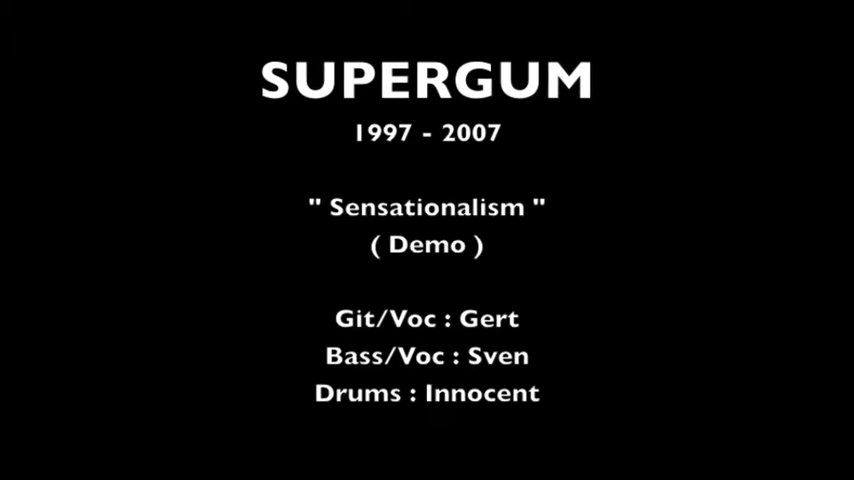 SUPERGUM
1997 - 2007
" Sensationalism "
( Demo )
Git/Voc : Gert
Bass/Voc : Sven
Drums : Innocent